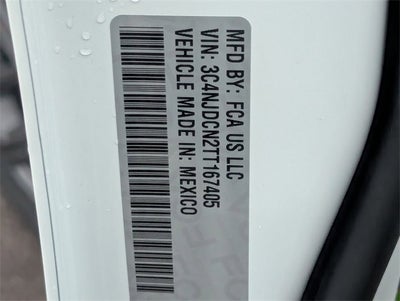 MFD BY: FCA US LLC
VIN: 3C4NJDCN2TT167405
VEHICLE MADE IN: MEXICO